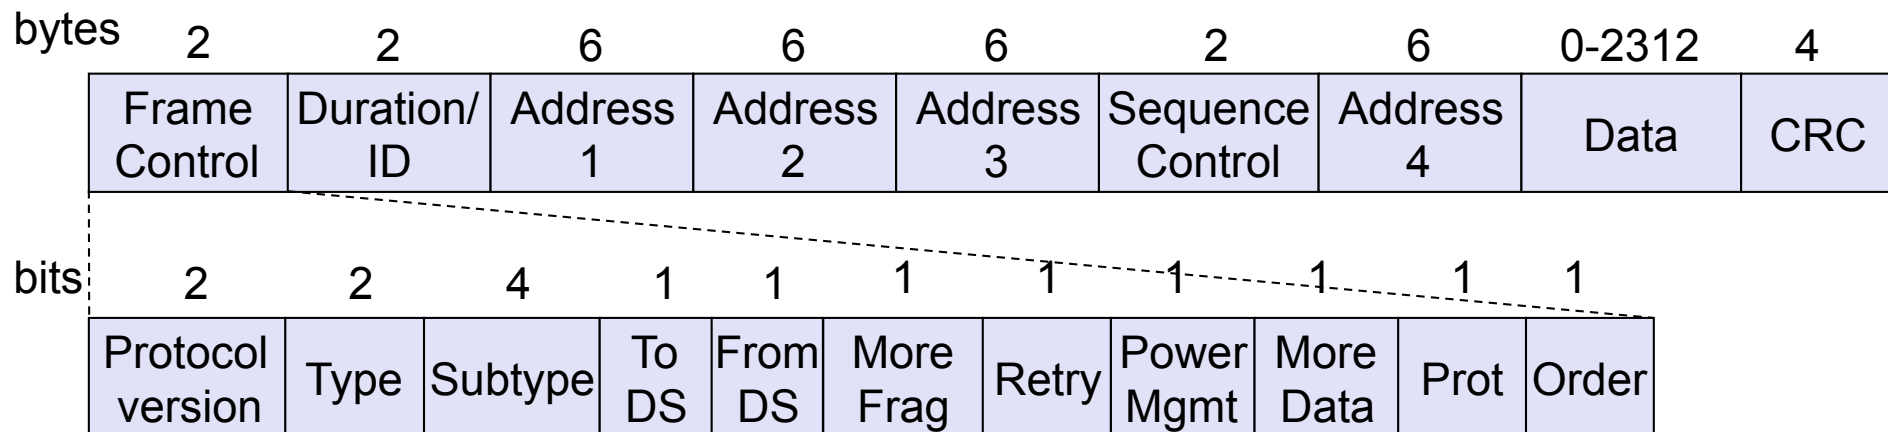 bytes 2 2 6 6 6 2 6 0-2312 4
Frame Control Duration/ ID Address 1 Address 2 Address 3 Sequence Control Address 4 Data CRC
bits 2 2 4 1 1 1 1 1 1 1 1
Protocol version Type Subtype To DS From DS More Frag Retry Power Mgmt More Data Prot Order